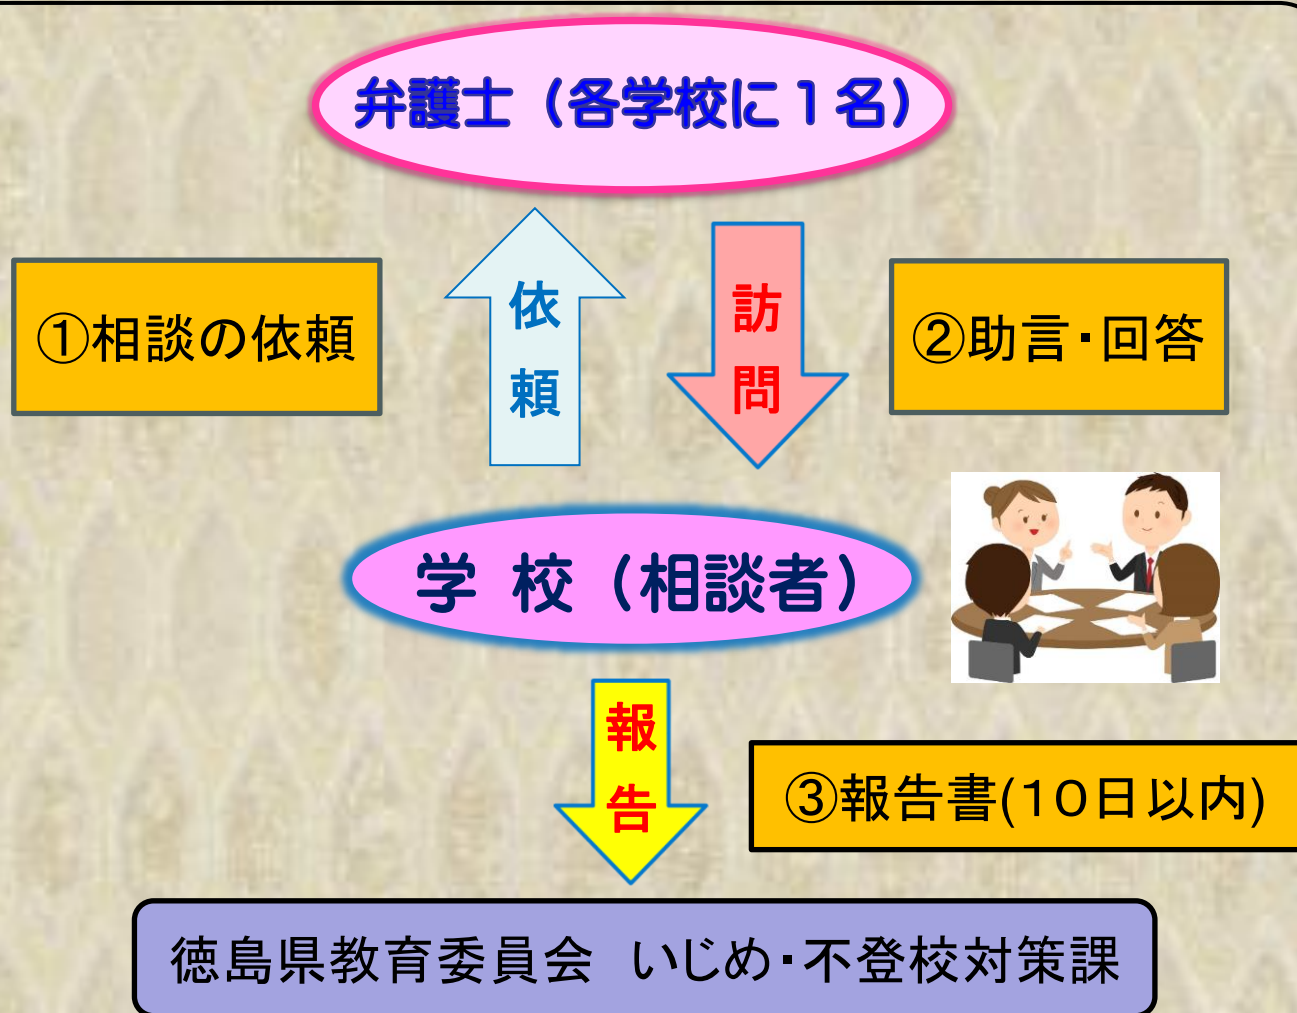 弁護士（各学校に１名）
①相談の依頼
依頼
訪問
②助言・回答
学 校（相談者）
報告
③報告書(１０日以内)
徳島県教育委員会　いじめ・不登校対策課